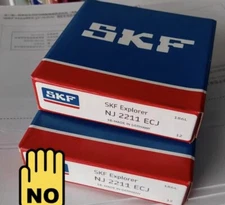 SKF
SKF
SKF Explorer
NJ 2211 ECJ
SKF
SKF Explorer
NJ 2211 ECJ
NO